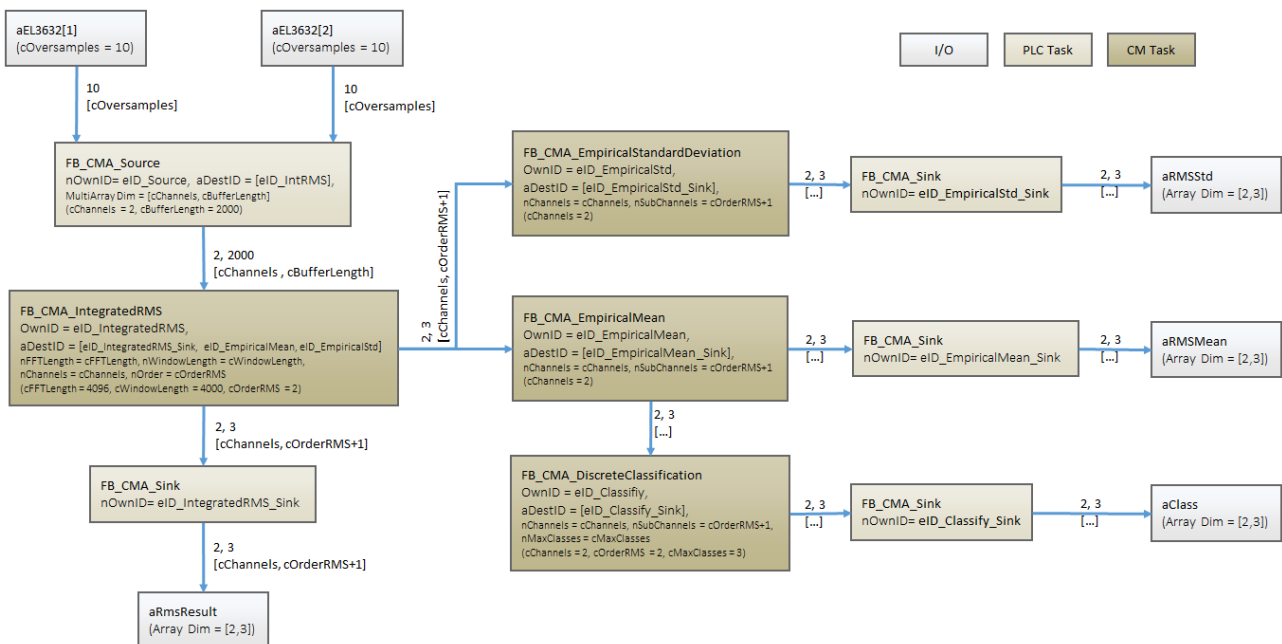 aEL3632[1]
(cOversamples = 10)
aEL3632[2]
(cOversamples = 10)
I/O
PLC Task
CM Task
10
[cOversamples]
10
[cOversamples]
FB_CMA_Source
nOwnID= eID_Source, aDestID = [eID_IntRMS],
MultiArrayDim = [cChannels, cBufferLength]
(cChannels = 2, cBufferLength = 2000)
2, 2000
[cChannels , cBufferLength]
FB_CMA_IntegratedRMS
OwnID = eID_IntegratedRMS,
aDestID = [eID_IntegratedRMS_Sink, eID_EmpiricalMean, eID_EmpiricalStd]
nFFTLength = cFFTLength, nWindowLength = cWindowLength,
nChannels = cChannels, nOrder = cOrderRMS
(cFFTLength = 4096, cWindowLength = 4000, cOrderRMS = 2)
2, 3
[cChannels, cOrderRMS+1]
FB_CMA_Sink
nOwnID= eID_IntegratedRMS_Sink
2, 3
[cChannels, cOrderRMS+1]
aRmsResult
(Array Dim = [2,3])
2, 3
[cChannels, cOrderRMS+1]
FB_CMA_EmpiricalStandardDeviation
OwnID = eID_EmpiricalStd,
aDestID = [eID_EmpiricalStd_Sink],
nChannels = cChannels, nSubChannels = cOrderRMS+1
(cChannels = 2)
2, 3
[...]
FB_CMA_Sink
nOwnID= eID_EmpiricalStd_Sink
2, 3
[...]
aRMSStd
(Array Dim = [2,3])
FB_CMA_EmpiricalMean
OwnID = eID_EmpiricalMean,
aDestID = [eID_EmpiricalMean_Sink],
nChannels = cChannels, nSubChannels = cOrderRMS+1
(cChannels = 2)
2, 3
[...]
FB_CMA_Sink
nOwnID= eID_EmpiricalMean_Sink
2, 3
[...]
aRMSMean
(Array Dim = [2,3])
2, 3
[...]
FB_CMA_DiscreteClassification
OwnID = eID_Classifiy,
aDestID = [eID_Classify_Sink],
nChannels = cChannels, nSubChannels = cOrderRMS+1,
nMaxClasses = cMaxClasses
(cChannels = 2, cOrderRMS = 2, cMaxClasses = 3)
2, 3
[...]
FB_CMA_Sink
nOwnID= eID_Classify_Sink
2, 3
[...]
aClass
(Array Dim = [2,3])